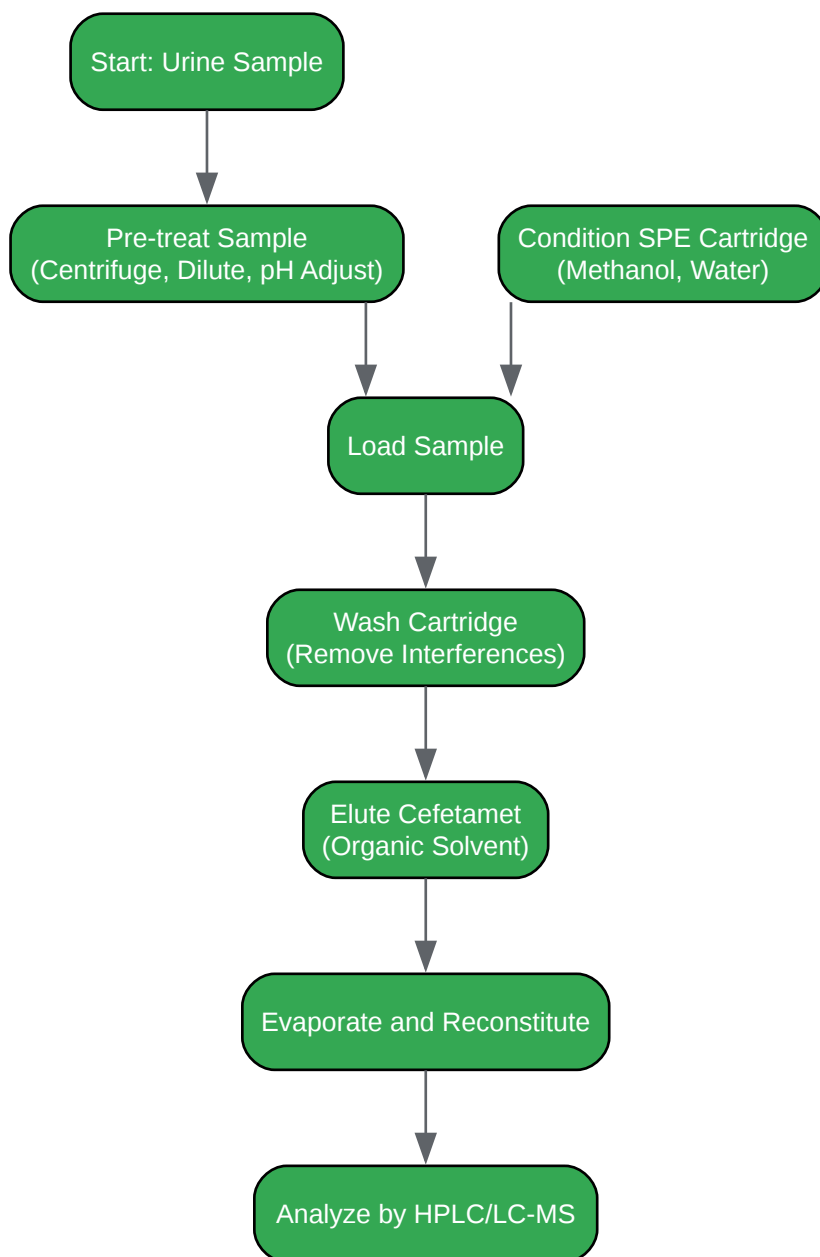 Start: Urine Sample
Pre-treat Sample
(Centrifuge, Dilute, pH Adjust)
Condition SPE Cartridge
(Methanol, Water)
Load Sample
Wash Cartridge
(Remove Interferences)
Elute Cefetamet
(Organic Solvent)
Evaporate and Reconstitute
Analyze by HPLC/LC-MS